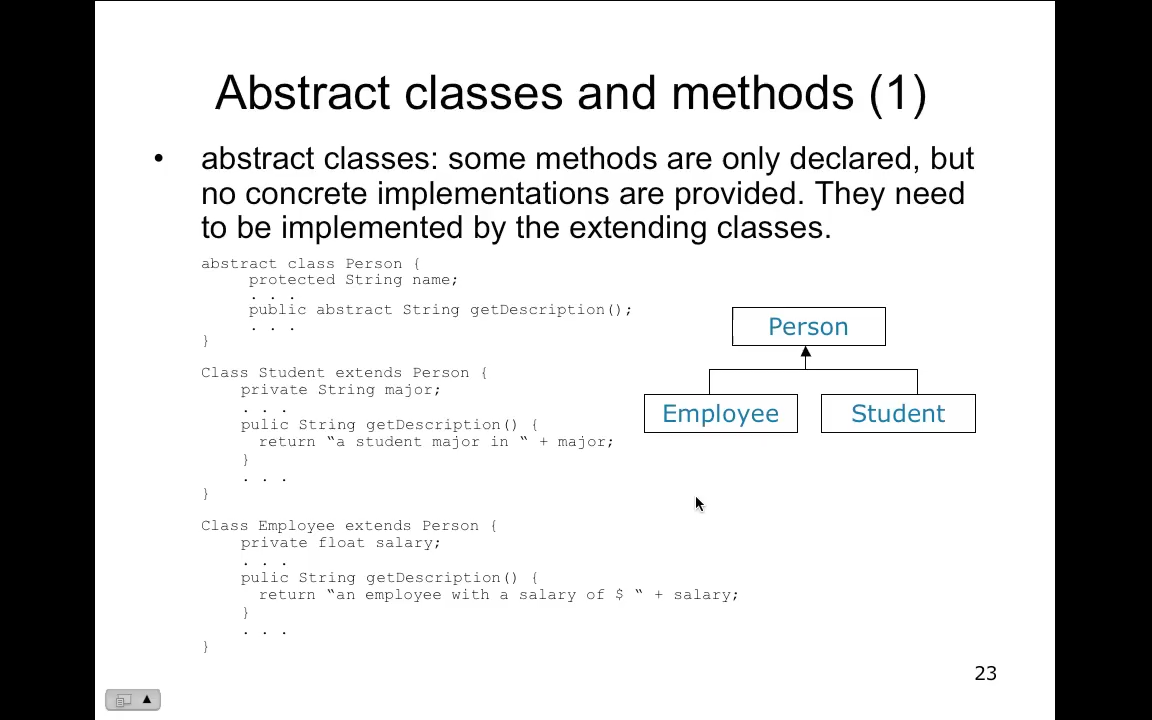 Abstract classes and methods (1)
• abstract classes: some methods are only declared, but
no concrete implementations are provided. They need
to be implemented by the extending classes.
abstract class Person {
protected String name;
. . .
public abstract String getDescription();
. . .
}
Class Student extends Person {
private String major;
. . .
pulic String getDescription() {
return “a student major in “ + major;
}
. . .
}
Class Employee extends Person {
private float salary;
. . .
pulic String getDescription() {
return “an employee with a salary of $ “ + salary;
}
. . .
}
Person
Employee Student
23